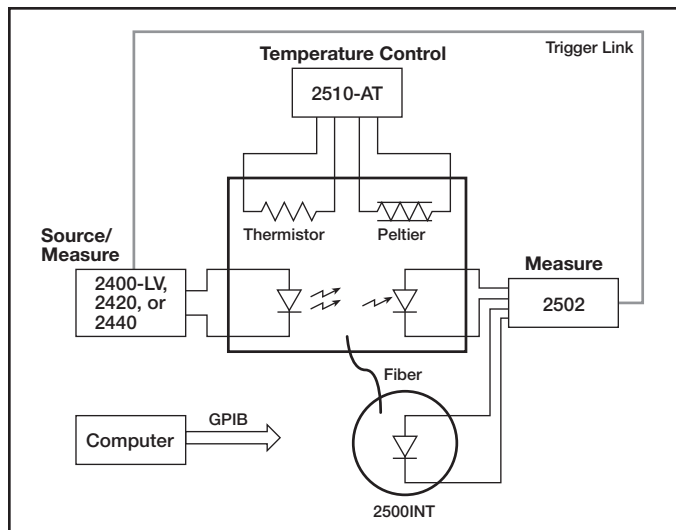 Trigger Link
Temperature Control
2510-AT
Thermistor
Peltier
Source/
Measure
2400-LV,
2420, or
2440
Measure
2502
Fiber
GPIB
Computer
2500INT